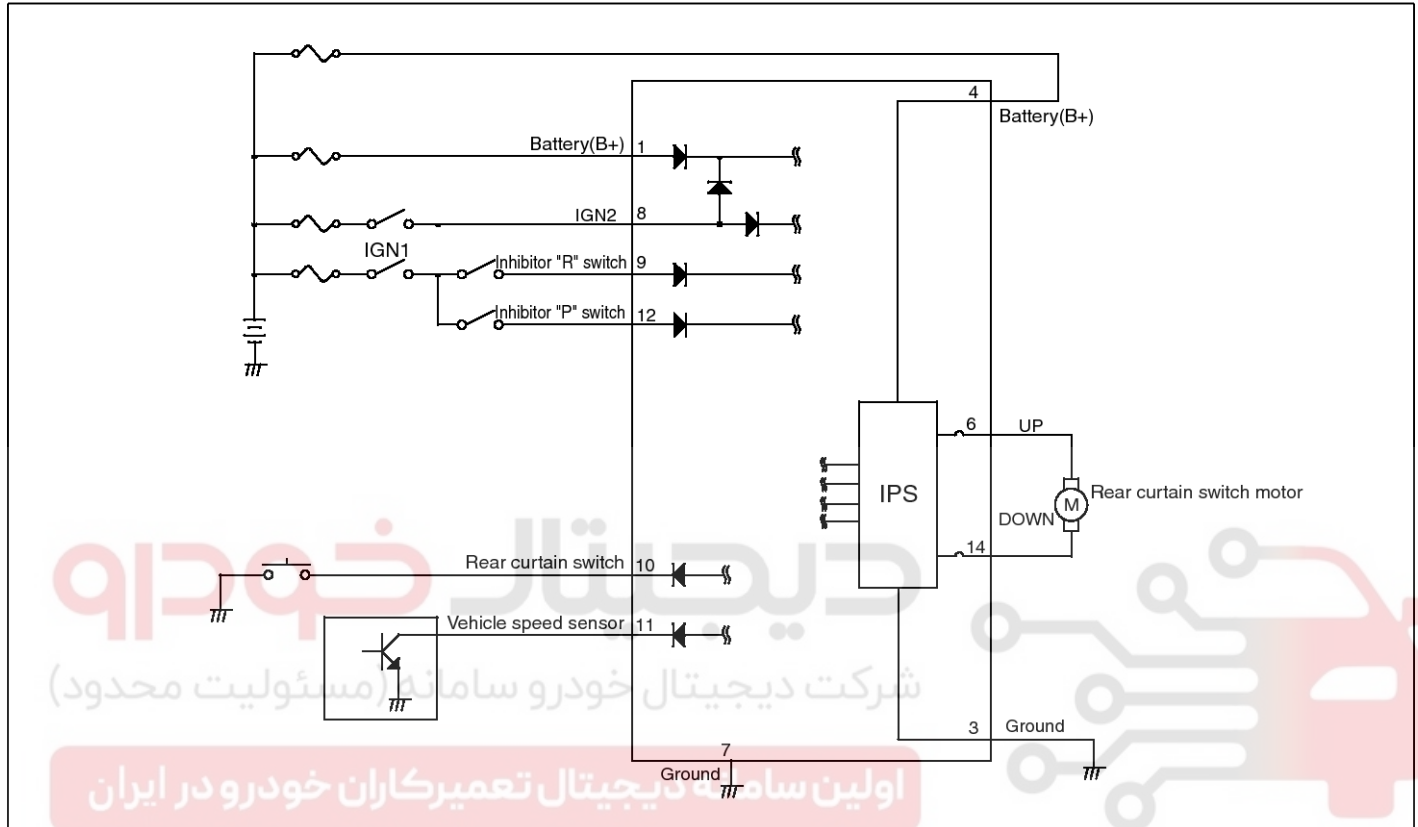 4
Battery(B+)
Battery(B+) 1
IGN2 8
IGN1
Inhibitor "R" switch 9
Inhibitor "P" switch 12
6 UP
IPS
M Rear curtain switch motor
DOWN
14
Rear curtain switch 10
Vehicle speed sensor 11
دیجیتال خودرو
شرکت دیجیتال خودرو سامانه (مسئولیت محدود)
3 Ground
7
Ground
اولین سامانه دیجیتال تعمیرکاران خودرو در ایران